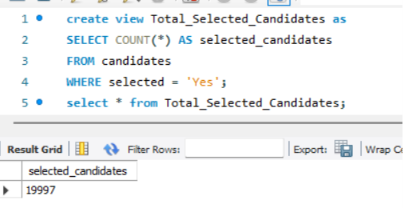 1 create view Total_Selected_Candidates as
2 SELECT COUNT(*) AS selected_candidates
3 FROM candidates
4 WHERE selected = 'Yes';
5 select * from Total_Selected_Candidates;
Result Grid Filter Rows: Export: Wrap C
selected_candidates
19997